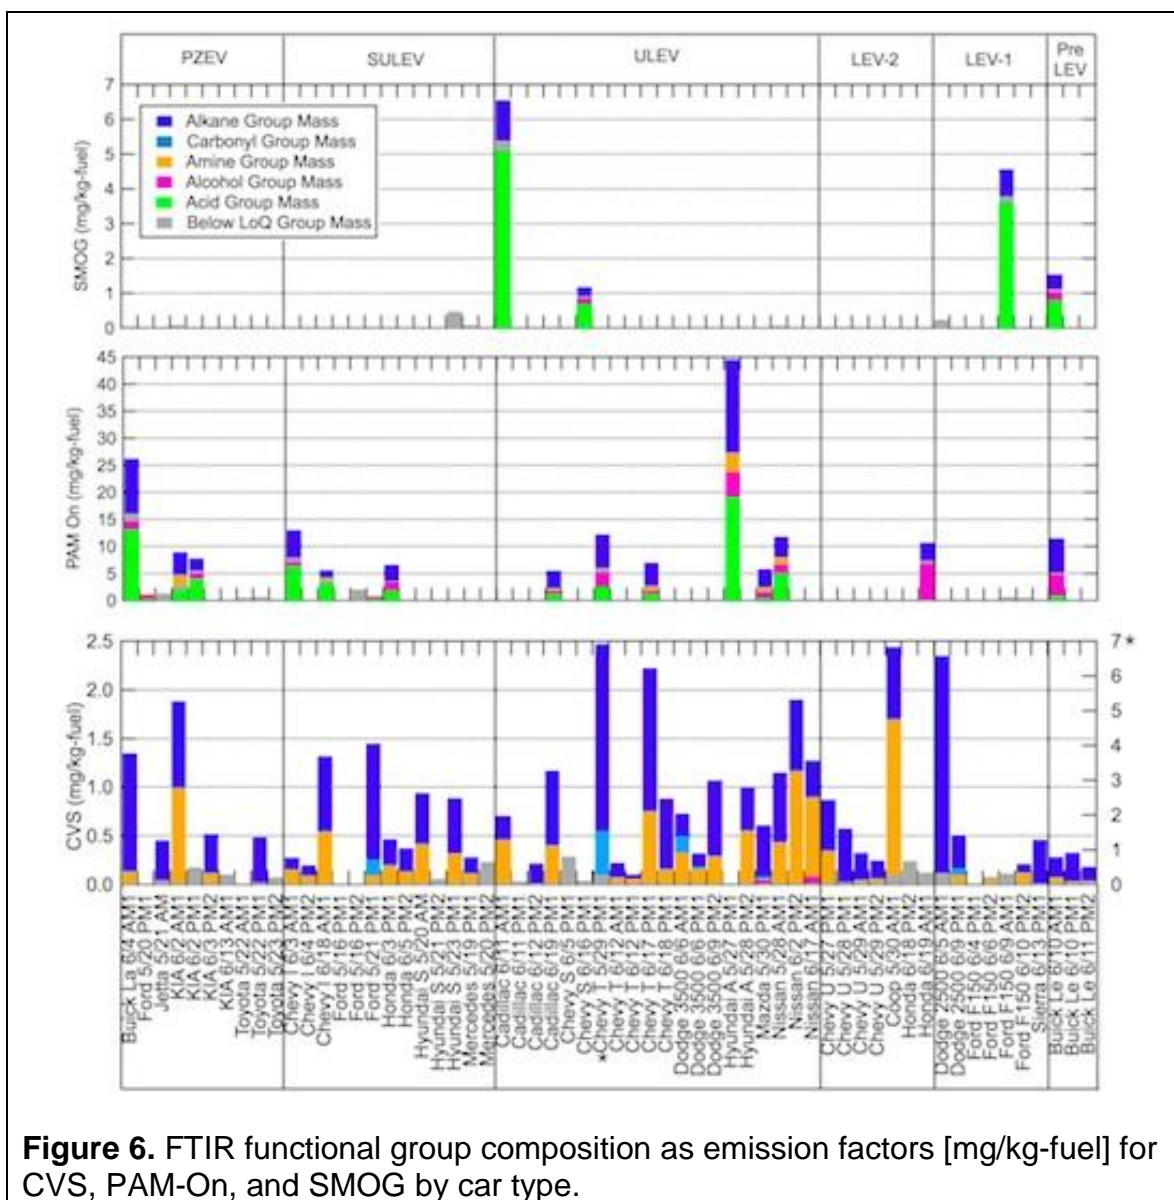 PZEV SULEV ULEV LEV-2 LEV-1 Pre LEV
7
6
5
4
3
2
1
0
SMOG (mg/kg-fuel)
Alkane Group Mass
Carbonyl Group Mass
Amine Group Mass
Alcohol Group Mass
Acid Group Mass
Below LoQ Group Mass
45
40
35
30
25
20
15
10
5
0
PAM On (mg/kg-fuel)
2.5
2.0
1.5
1.0
0.5
0.0
CVS (mg/kg-fuel)
7*
6
5
4
3
2
1
0
Buick La 6/4 AM1
Ford 5/20 PM1
Jetta 5/21 AM
KIA 6/2 AM1
KIA 6/2 PM1
KIA 6/3 PM2
KIA 6/13 AM1
Toyota 5/22 AM1
Toyota 5/22 PM1
Toyota PM2
Chevy I 6/3 AM1
Chevy I 6/4 PM2
Chevy I 6/18 AM1
Ford 5/16 PM1
Ford 5/16 PM2
Ford 5/21 PM1
Honda 6/3 PM1
Honda 6/5 PM2
Hyundai S 5/20 AM
Hyundai S 5/21 PM2
Hyundai S 5/23 PM1
Mercedes 5/19 PM1
Mercedes 5/20 PM2
Cadillac 6/11 AM1
Cadillac 6/11 PM1
Cadillac 6/12 PM2
Cadillac 6/19 PM1
Chevy S 6/5 PM1
Chevy S 6/16 PM1
*Chevy 5/29 PM1
Chevy T 6/12 AM1
Chevy T 6/12 PM1
Chevy T 6/17 PM1
Chevy T 6/18 PM1
Dodge 3500 6/6 AM1
Dodge 3500 6/6 PM1
Dodge 3500 6/9 PM2
Hyundai A 5/27 PM1
Hyundai A 5/28 PM1
Mazda 5/30 PM1
Nissan 5/28 AM1
Nissan 6/2 PM2
Nissan 6/17 AM1
Chevy U 5/27 PM1
Chevy U 5/28 PM1
Chevy U 5/29 AM1
Chevy U 5/29 PM2
Coop 5/30 AM1
Honda 6/18 PM2
Honda 6/19 AM1
Dodge 2500 6/5 AM1
Dodge 2500 6/9 PM1
Ford F150 6/4 PM1
Ford F150 6/6 PM2
Ford F150 6/9 AM1
Ford F150 6/10 PM2
Sierra 6/13 PM1
Buick Le 6/10 AM1
Buick Le 6/10 PM1
Buick Le 6/11 PM2
Figure 6. FTIR functional group composition as emission factors [mg/kg-fuel] for
CVS, PAM-On, and SMOG by car type.